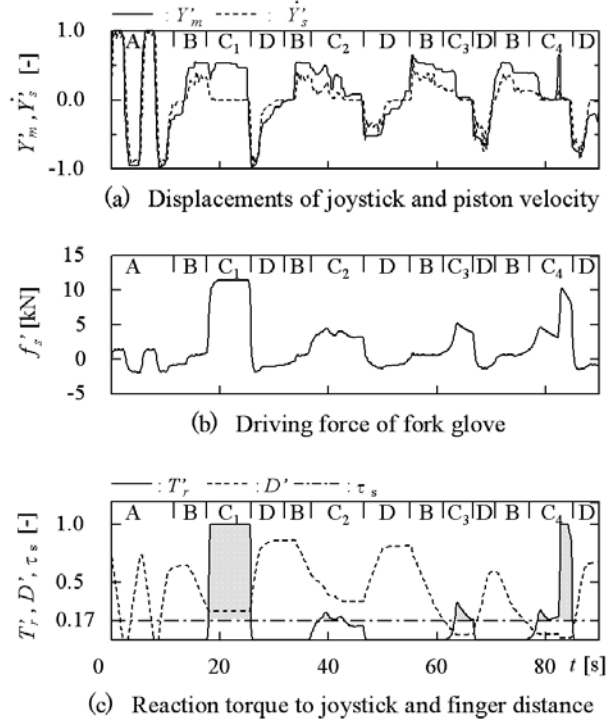 — : Y'm ---- : Ẏ's
1.0
A B C1 D B C2 D B C3 D B C4 D
Y'm , Ẏ's [-]
0.0
-1.0
(a) Displacements of joystick and piston velocity
15
A B C1 D B C2 D B C3 D B C4 D
10
fs' [kN]
5
0
-5
(b) Driving force of fork glove
— : T'r ---- : D' —·—·— : τs
A B C1 D B C2 D B C3 D B C4 D
1.0
T'r , D' , τs [-]
0.5
0.17
0 20 40 60 80 t [s]
(c) Reaction torque to joystick and finger distance